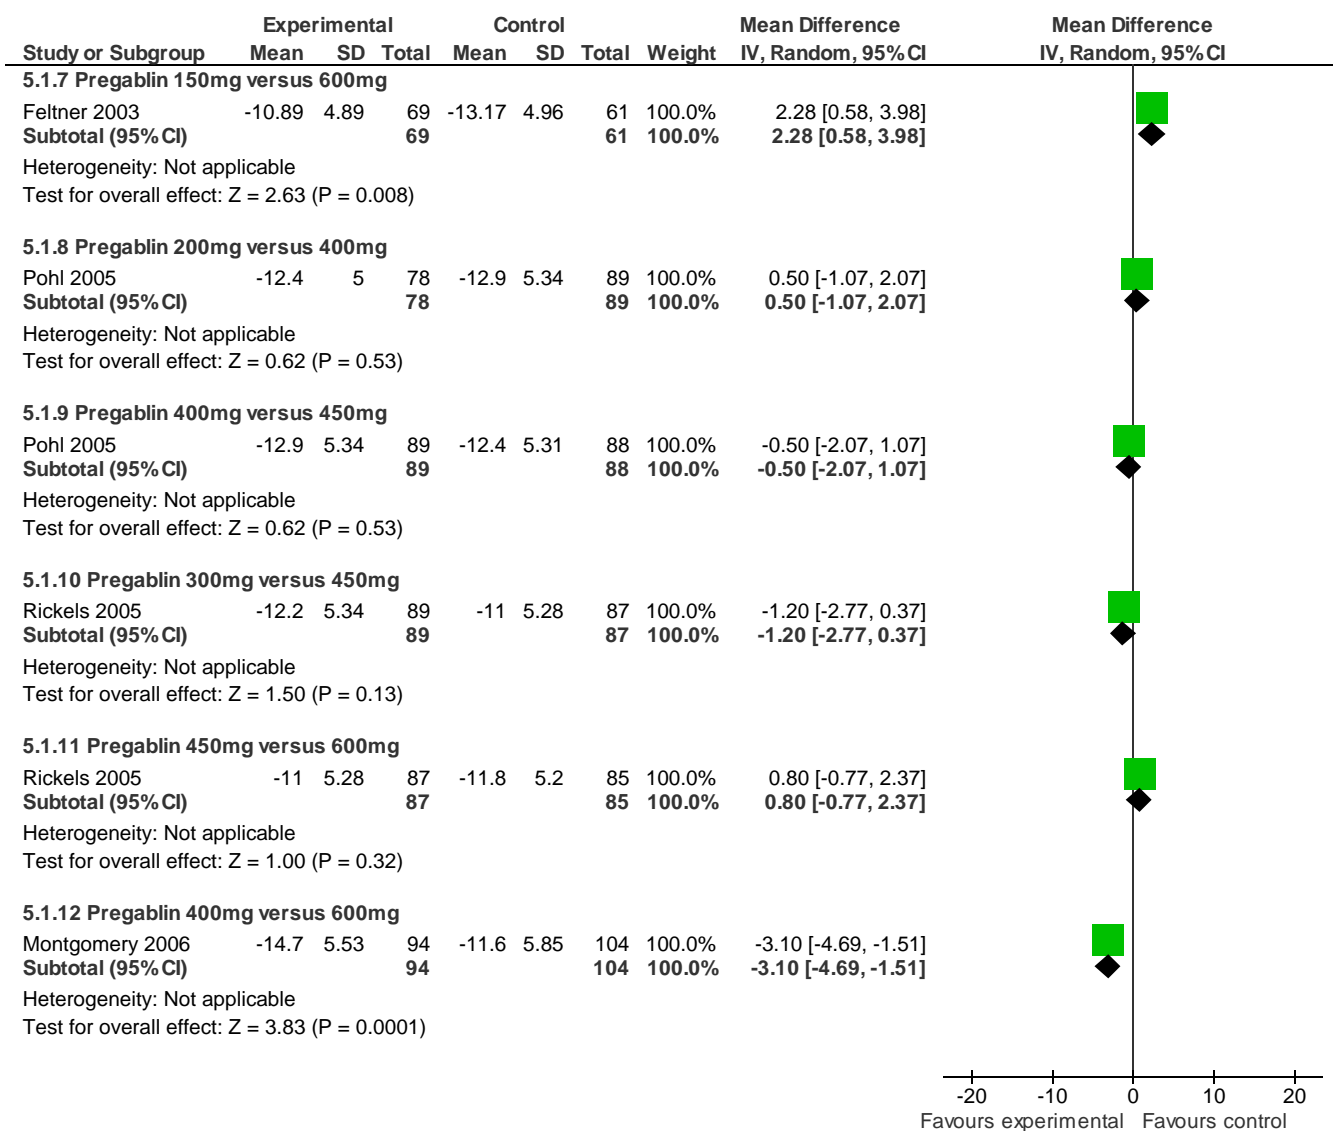 Experimental Control Mean Difference Mean Difference
Study or Subgroup Mean SD Total Mean SD Total Weight IV, Random, 95% CI IV, Random, 95% CI
5.1.7 Pregablin 150mg versus 600mg
Feltner 2003 -10.89 4.89 69 -13.17 4.96 61 100.0% 2.28 [0.58, 3.98]
Subtotal (95% CI) 69 61 100.0% 2.28 [0.58, 3.98]
Heterogeneity: Not applicable
Test for overall effect: Z = 2.63 (P = 0.008)
5.1.8 Pregablin 200mg versus 400mg
Pohl 2005 -12.4 5 78 -12.9 5.34 89 100.0% 0.50 [-1.07, 2.07]
Subtotal (95% CI) 78 89 100.0% 0.50 [-1.07, 2.07]
Heterogeneity: Not applicable
Test for overall effect: Z = 0.62 (P = 0.53)
5.1.9 Pregablin 400mg versus 450mg
Pohl 2005 -12.9 5.34 89 -12.4 5.31 88 100.0% -0.50 [-2.07, 1.07]
Subtotal (95% CI) 89 88 100.0% -0.50 [-2.07, 1.07]
Heterogeneity: Not applicable
Test for overall effect: Z = 0.62 (P = 0.53)
5.1.10 Pregablin 300mg versus 450mg
Rickels 2005 -12.2 5.34 89 -11 5.28 87 100.0% -1.20 [-2.77, 0.37]
Subtotal (95% CI) 89 87 100.0% -1.20 [-2.77, 0.37]
Heterogeneity: Not applicable
Test for overall effect: Z = 1.50 (P = 0.13)
5.1.11 Pregablin 450mg versus 600mg
Rickels 2005 -11 5.28 87 -11.8 5.2 85 100.0% 0.80 [-0.77, 2.37]
Subtotal (95% CI) 87 85 100.0% 0.80 [-0.77, 2.37]
Heterogeneity: Not applicable
Test for overall effect: Z = 1.00 (P = 0.32)
5.1.12 Pregablin 400mg versus 600mg
Montgomery 2006 -14.7 5.53 94 -11.6 5.85 104 100.0% -3.10 [-4.69, -1.51]
Subtotal (95% CI) 94 104 100.0% -3.10 [-4.69, -1.51]
Heterogeneity: Not applicable
Test for overall effect: Z = 3.83 (P = 0.0001)
-20 -10 0 10 20
Favours experimental Favours control